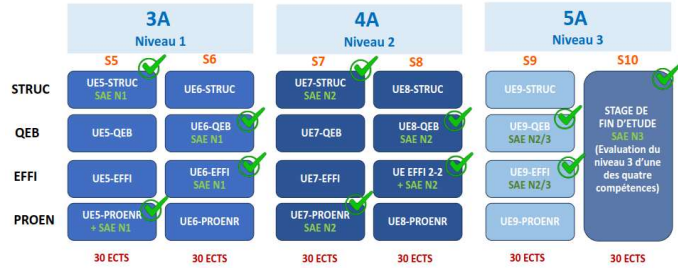 3A
Niveau 1
4A
Niveau 2
5A
Niveau 3
S5
S6
S7
S8
S9
S10
STRUC
UE5-STRUC
SAE N1
UE6-STRUC
UE7-STRUC
SAE N2
UE8-STRUC
UE9-STRUC
QEB
UE5-QEB
UE6-QEB
SAE N1
UE7-QEB
UE8-QEB
SAE N2
UE9-QEB
SAE N2/3
EFFI
UE5-EFFI
UE6-EFFI
SAE N1
UE7-EFFI
UE EFFI 2-2
+ SAE N2
UE9-EFFI
SAE N2/3
PROEN
UE5-PROENR
+ SAE N1
UE6-PROENR
UE7-PROENR
SAE N2
UE8-PROENR
UE9-PROENR
STAGE DE
FIN D'ETUDE
SAE N3
(Evaluation du
niveau 3 d'une
des quatre
compétences)
30 ECTS
30 ECTS
30 ECTS
30 ECTS
30 ECTS
30 ECTS